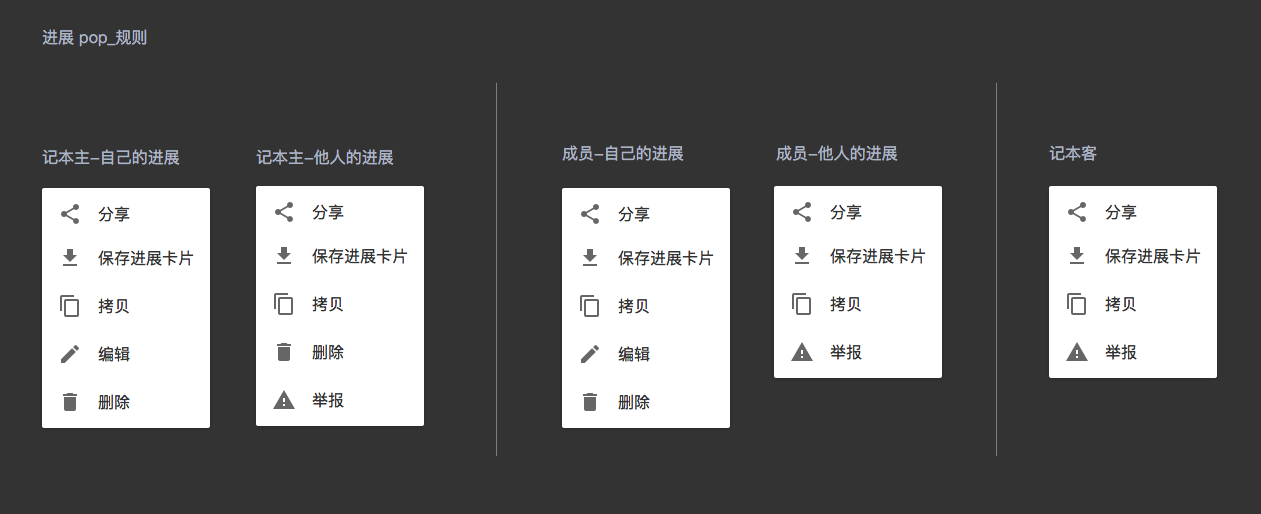 进展 pop_规则
记本主-自己的进展
分享
保存进展卡片
拷贝
编辑
删除
记本主-他人的进展
分享
保存进展卡片
拷贝
删除
举报
成员-自己的进展
分享
保存进展卡片
拷贝
编辑
删除
成员-他人的进展
分享
保存进展卡片
拷贝
举报
记本客
分享
保存进展卡片
拷贝
举报